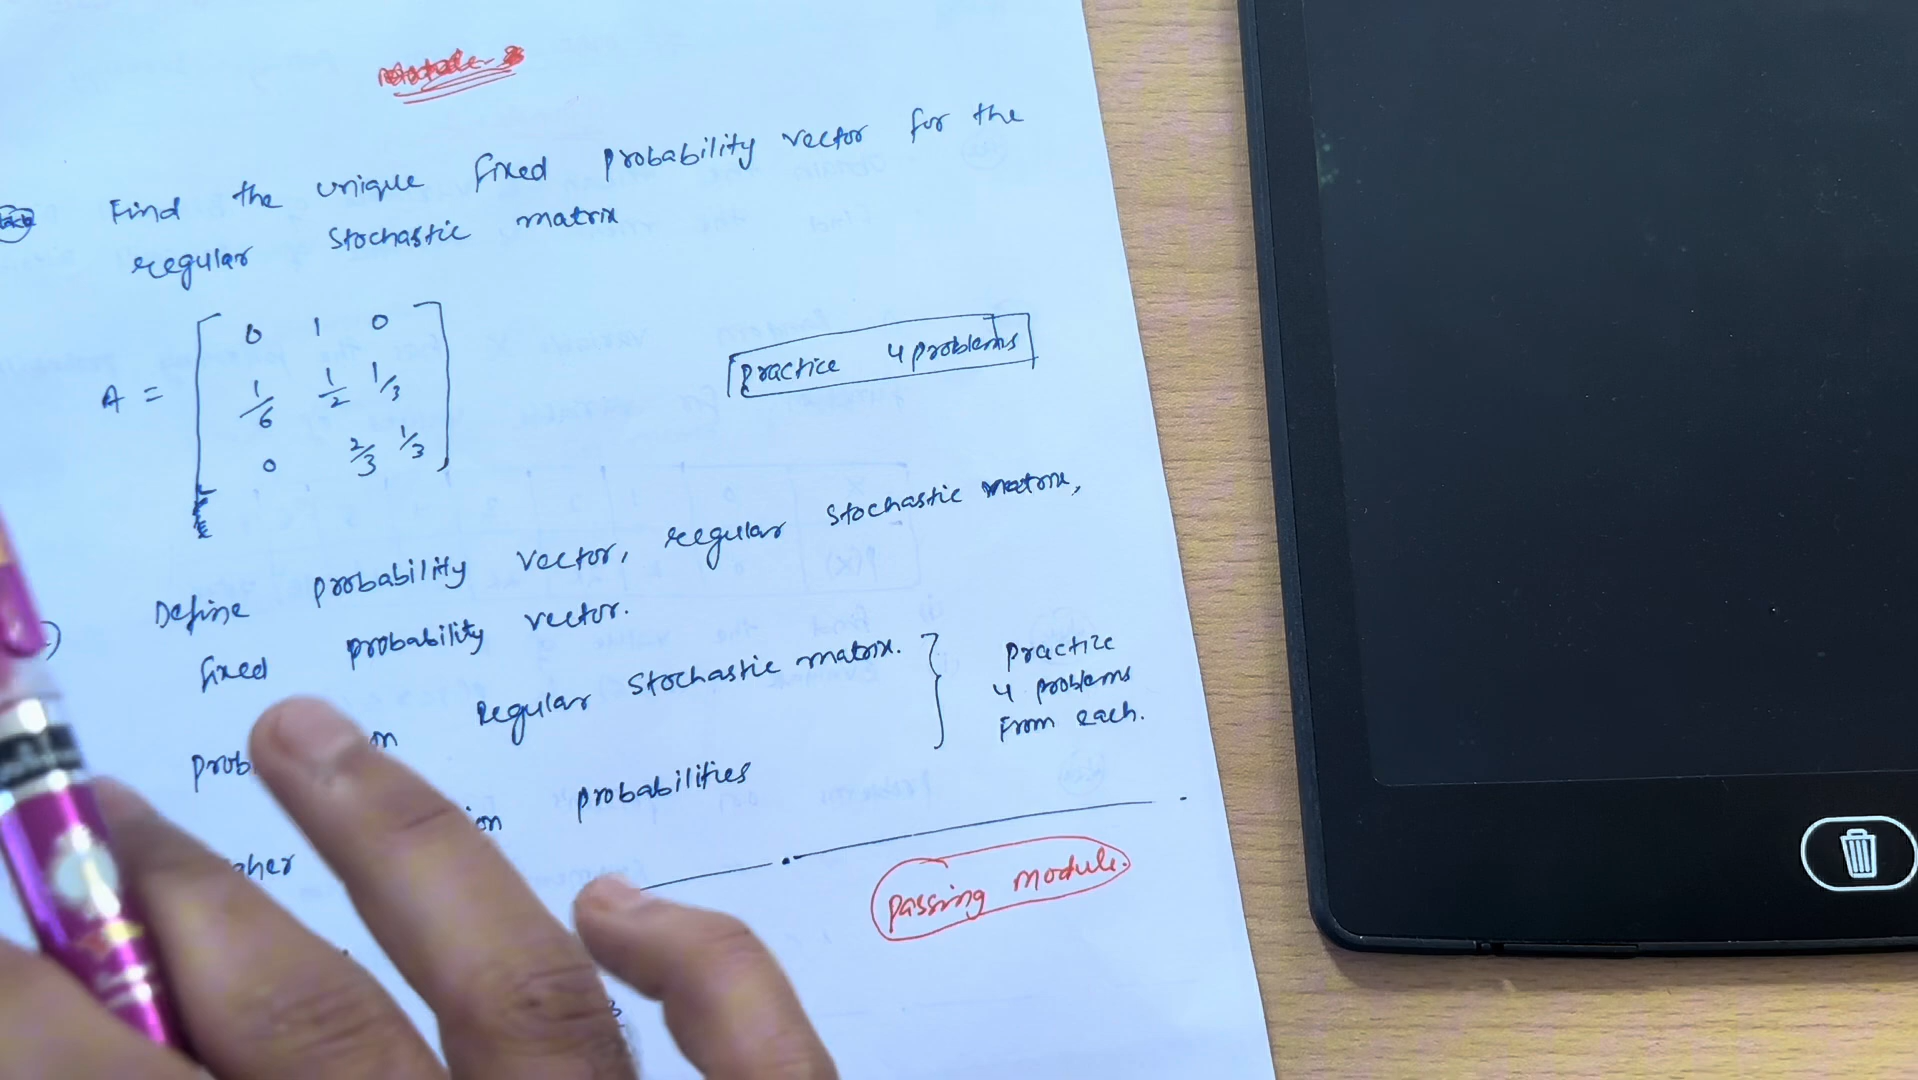 Find the unique fixed probability vector for the
regular stochastic matrix
A =
0 1 0
1/6 1/2 1/3
0 2/3 1/3
Practice 4 problems
Define probability vector, regular stochastic matrix,
fixed probability vector.
prob on regular stochastic matrix.
probabilities
practice
4 problems
From each.
passing module.